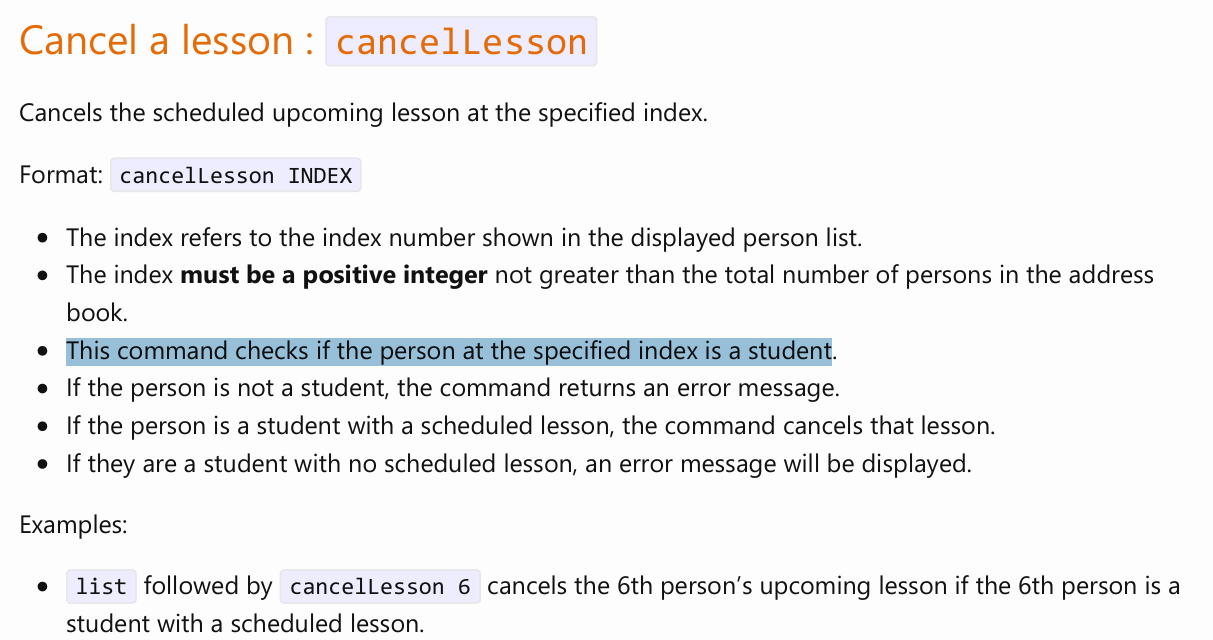 Cancel a lesson : cancelLesson
Cancels the scheduled upcoming lesson at the specified index.
Format: cancelLesson INDEX
• The index refers to the index number shown in the displayed person list.
• The index must be a positive integer not greater than the total number of persons in the address
book.
• This command checks if the person at the specified index is a student.
• If the person is not a student, the command returns an error message.
• If the person is a student with a scheduled lesson, the command cancels that lesson.
• If they are a student with no scheduled lesson, an error message will be displayed.
Examples:
• list followed by cancelLesson 6 cancels the 6th person’s upcoming lesson if the 6th person is a
student with a scheduled lesson.